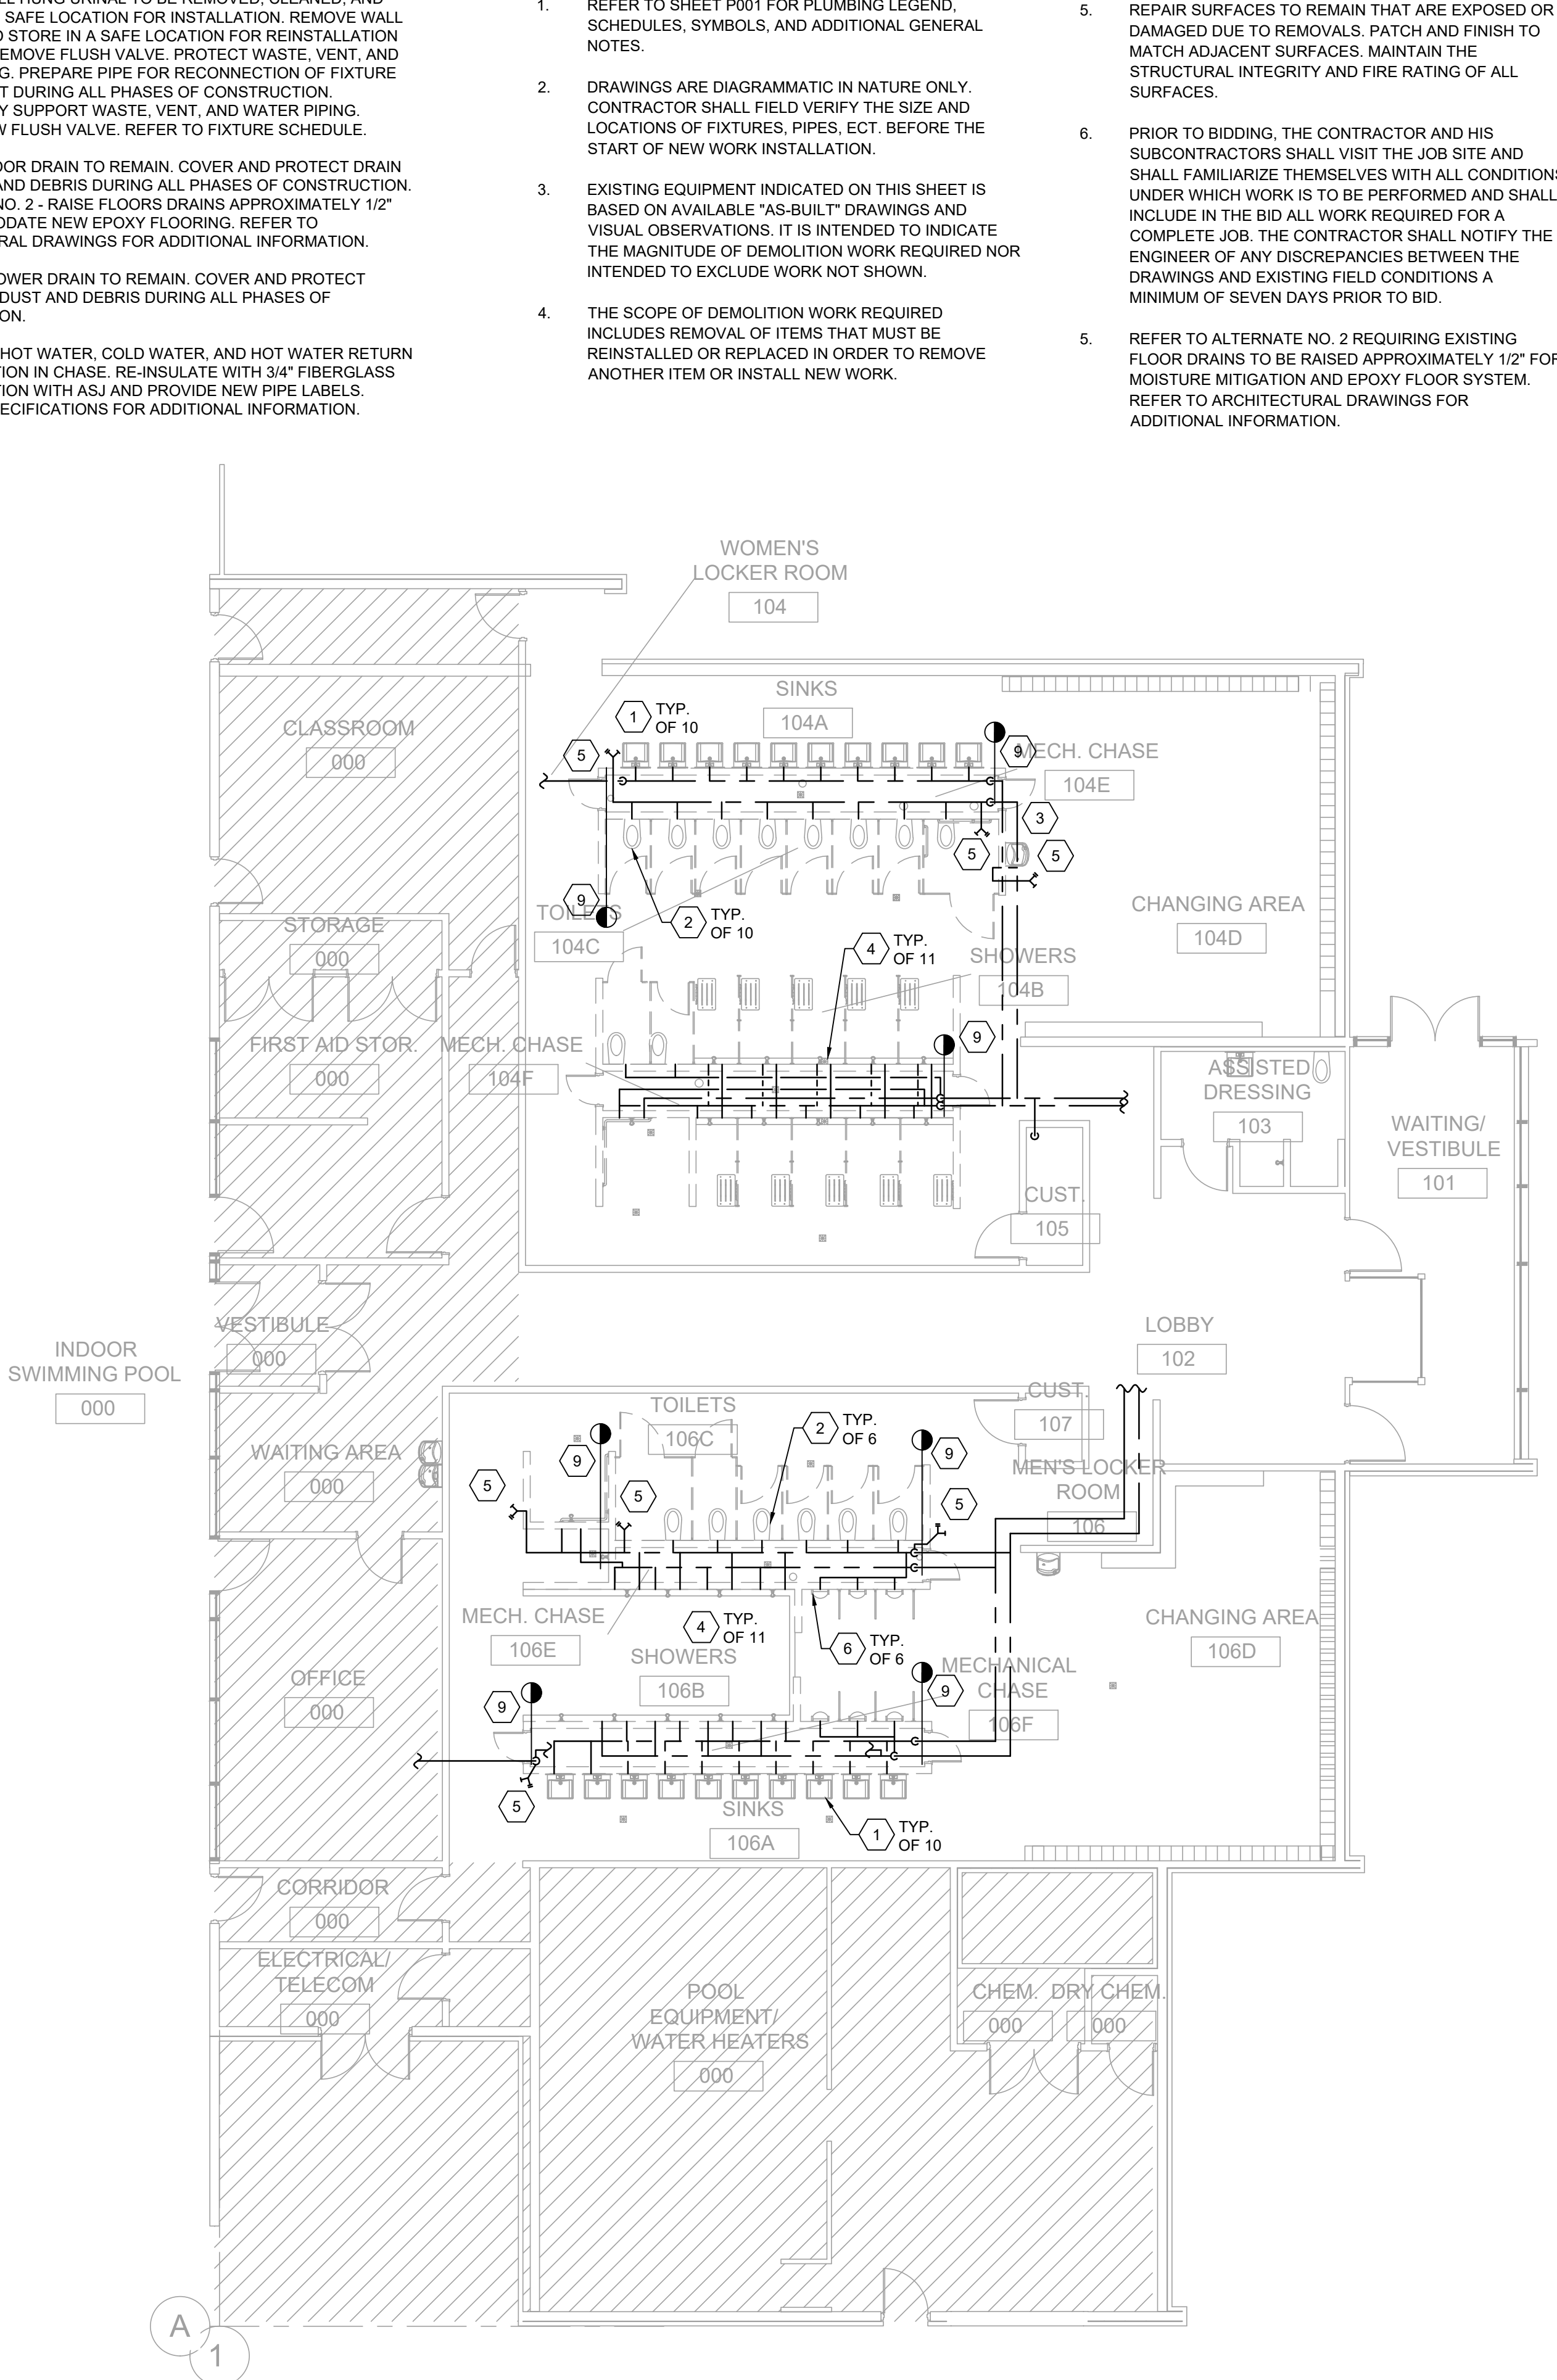 SAFE LOCATION FOR INSTALLATION. REMOVE WALL
STORE IN A SAFE LOCATION FOR REINSTALLATION
EMOVE FLUSH VALVE. PROTECT WASTE, VENT, AND
G. PREPARE PIPE FOR RECONNECTION OF FIXTURE
T DURING ALL PHASES OF CONSTRUCTION.
Y SUPPORT WASTE, VENT, AND WATER PIPING.
W FLUSH VALVE. REFER TO FIXTURE SCHEDULE.
OOR DRAIN TO REMAIN. COVER AND PROTECT DRAIN
AND DEBRIS DURING ALL PHASES OF CONSTRUCTION.
NO. 2 - RAISE FLOORS DRAINS APPROXIMATELY 1/2"
ODATE NEW EPOXY FLOORING. REFER TO
RAL DRAWINGS FOR ADDITIONAL INFORMATION.
OWER DRAIN TO REMAIN. COVER AND PROTECT
DUST AND DEBRIS DURING ALL PHASES OF
ON.
HOT WATER, COLD WATER, AND HOT WATER RETURN
TION IN CHASE. RE-INSULATE WITH 3/4" FIBERGLASS
TION WITH ASJ AND PROVIDE NEW PIPE LABELS.
ECIFICATIONS FOR ADDITIONAL INFORMATION.
1. REFER TO SHEET P001 FOR PLUMBING LEGEND,
SCHEDULES, SYMBOLS, AND ADDITIONAL GENERAL
NOTES.
2. DRAWINGS ARE DIAGRAMMATIC IN NATURE ONLY.
CONTRACTOR SHALL FIELD VERIFY THE SIZE AND
LOCATIONS OF FIXTURES, PIPES, ECT. BEFORE THE
START OF NEW WORK INSTALLATION.
3. EXISTING EQUIPMENT INDICATED ON THIS SHEET IS
BASED ON AVAILABLE "AS-BUILT" DRAWINGS AND
VISUAL OBSERVATIONS. IT IS INTENDED TO INDICATE
THE MAGNITUDE OF DEMOLITION WORK REQUIRED NOR
INTENDED TO EXCLUDE WORK NOT SHOWN.
4. THE SCOPE OF DEMOLITION WORK REQUIRED
INCLUDES REMOVAL OF ITEMS THAT MUST BE
REINSTALLED OR REPLACED IN ORDER TO REMOVE
ANOTHER ITEM OR INSTALL NEW WORK.
5. REPAIR SURFACES TO REMAIN THAT ARE EXPOSED OR
DAMAGED DUE TO REMOVALS. PATCH AND FINISH TO
MATCH ADJACENT SURFACES. MAINTAIN THE
STRUCTURAL INTEGRITY AND FIRE RATING OF ALL
SURFACES.
6. PRIOR TO BIDDING, THE CONTRACTOR AND HIS
SUBCONTRACTORS SHALL VISIT THE JOB SITE AND
SHALL FAMILIARIZE THEMSELVES WITH ALL CONDITIONS
UNDER WHICH WORK IS TO BE PERFORMED AND SHALL
INCLUDE IN THE BID ALL WORK REQUIRED FOR A
COMPLETE JOB. THE CONTRACTOR SHALL NOTIFY THE
ENGINEER OF ANY DISCREPANCIES BETWEEN THE
DRAWINGS AND EXISTING FIELD CONDITIONS A
MINIMUM OF SEVEN DAYS PRIOR TO BID.
5. REFER TO ALTERNATE NO. 2 REQUIRING EXISTING
FLOOR DRAINS TO BE RAISED APPROXIMATELY 1/2" FOR
MOISTURE MITIGATION AND EPOXY FLOOR SYSTEM.
REFER TO ARCHITECTURAL DRAWINGS FOR
ADDITIONAL INFORMATION.
WOMEN'S
LOCKER ROOM
104
SINKS
104A
1 TYP.
OF 10
5
9
MECH. CHASE
104E
CLASSROOM
000
3
5
5
9
TOILETS
104C
2 TYP.
OF 10
CHANGING AREA
104D
STORAGE
000
4 TYP.
OF 11
SHOWERS
104B
9
FIRST AID STOR.
000
MECH. CHASE
104F
ASSISTED
DRESSING
103
WAITING/
VESTIBULE
101
CUST.
105
VESTIBULE
000
INDOOR
SWIMMING POOL
000
LOBBY
102
TOILETS
106C
2 TYP.
OF 6
CUST.
107
WAITING AREA
000
9
9
5
5
5
MEN'S LOCKER
ROOM
106
MECH. CHASE
106E
4 TYP.
OF 11
SHOWERS
106B
6 TYP.
OF 6
CHANGING AREA
106D
OFFICE
000
9
9
MECHANICAL
CHASE
106F
5
SINKS
106A
1 TYP.
OF 10
CORRIDOR
000
ELECTRICAL/
TELECOM
000
POOL
EQUIPMENT/
WATER HEATERS
000
CHEM.
000
DRY CHEM.
000
A
1